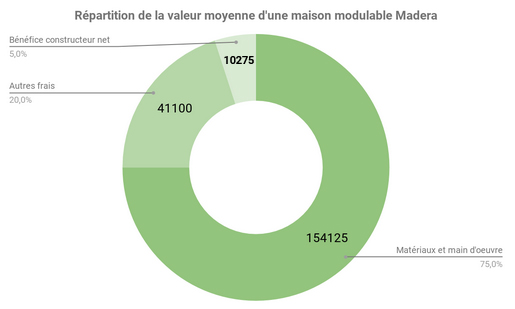 Répartition de la valeur moyenne d'une maison modulable Madera
Bénéfice constructeur net
5,0%
10275
Autres frais
20,0%
41100
154125
Matériaux et main d'oeuvre
75,0%